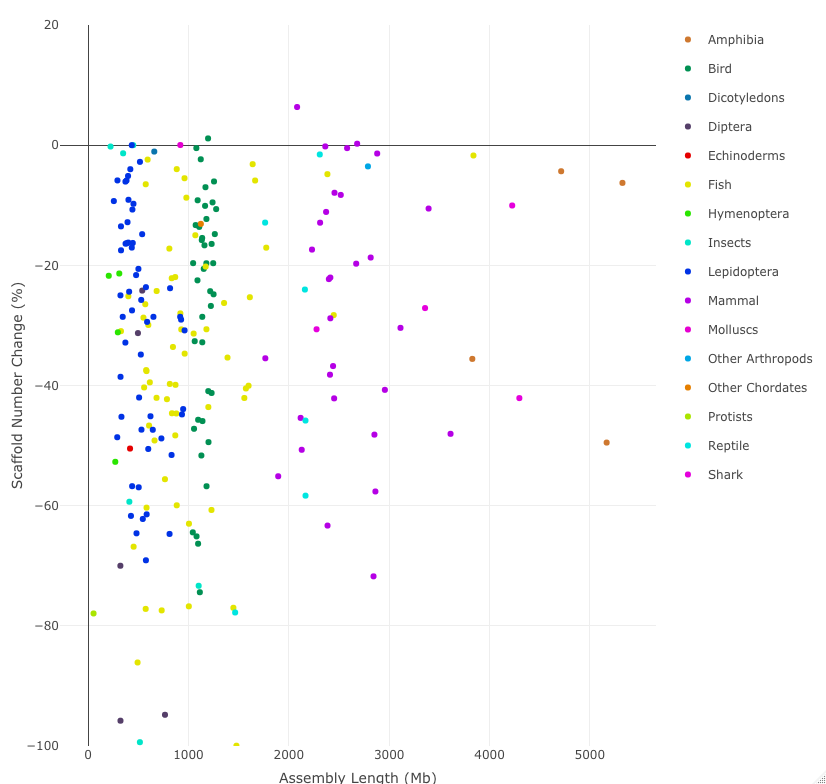 20
0
−20
−40
−60
−80
−100
Scaffold Number Change (%)
0 1000 2000 3000 4000 5000
Assembly Length (Mb)
Amphibia
Bird
Dicotyledons
Diptera
Echinoderms
Fish
Hymenoptera
Insects
Lepidoptera
Mammal
Molluscs
Other Arthropods
Other Chordates
Protists
Reptile
Shark